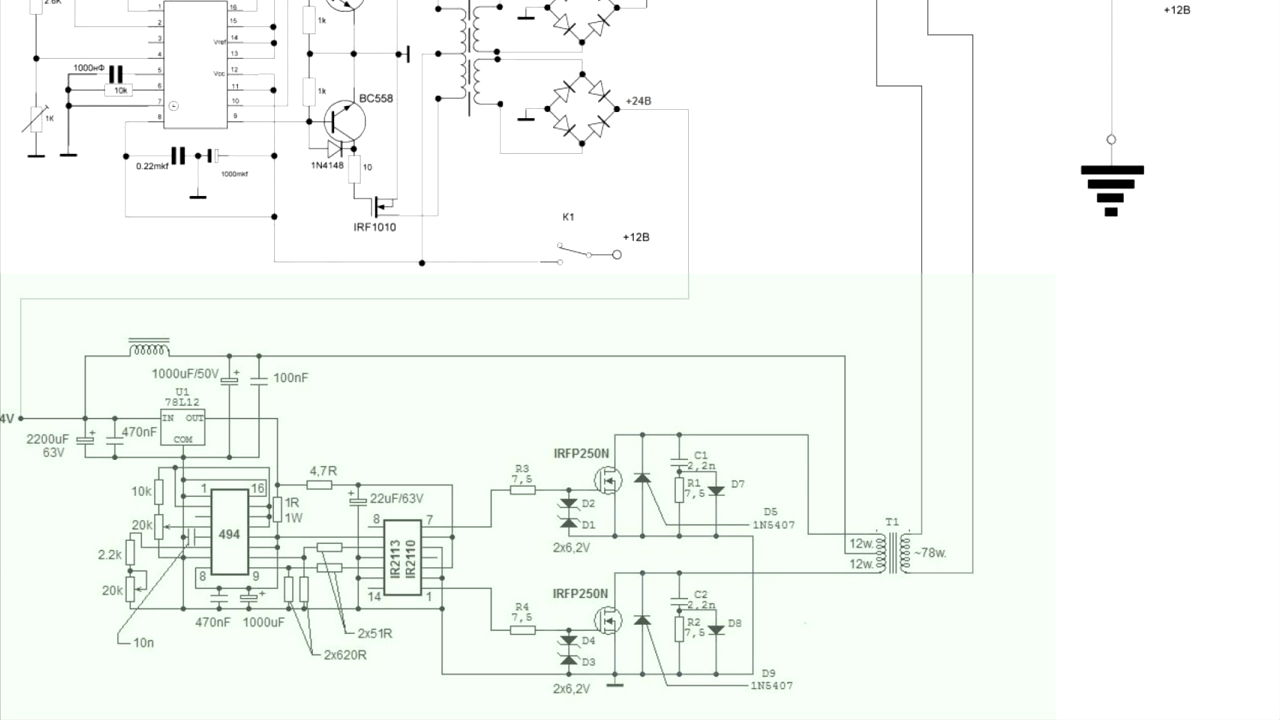 2.6K
1
2
3
4
5
6
7
8
16
15
Vref 14
13
Vcc 12
11
10
9
1k
+12B
1000нФ
10k
1K
1k
BC558
+24B
0.22mkf
1000mkf
1N4148
10
IRF1010
K1
+12B
1000uF/50V
100nF
U1
78L12
IN OUT
COM
4V
470nF
2200uF
63V
4,7R
10k
1
16
1R
1W
22uF/63V
20k
494
2.2k
8
7
IR2113
IR2110
20k
8
9
14
1
470nF
1000uF
10n
2x51R
2x620R
IRFP250N
R3
7,5
D2
D1
2x6,2V
C1
2,2n
R1
7,5
D7
D5
1N5407
T1
12w.
12w.
~78w.
IRFP250N
R4
7,5
D4
D3
2x6,2V
C2
2,2n
R2
7,5
D8
D9
1N5407